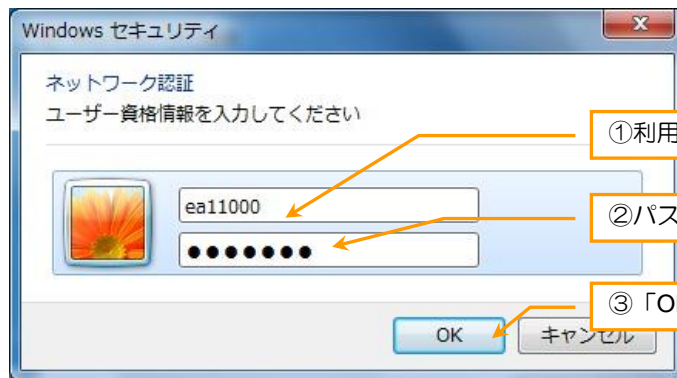 Windows セキュリティ
ネットワーク認証
ユーザー資格情報を入力してください
①利用
ea11000
②パス
●●●●●●●
③「O
OK
キャンセル